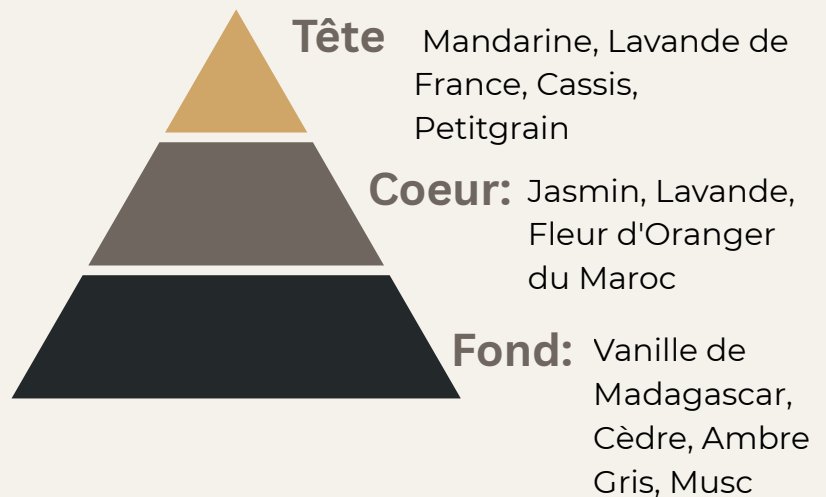 Tête Mandarine, Lavande de
France, Cassis,
Petitgrain
Coeur: Jasmin, Lavande,
Fleur d'Oranger
du Maroc
Fond: Vanille de
Madagascar,
Cèdre, Ambre
Gris, Musc